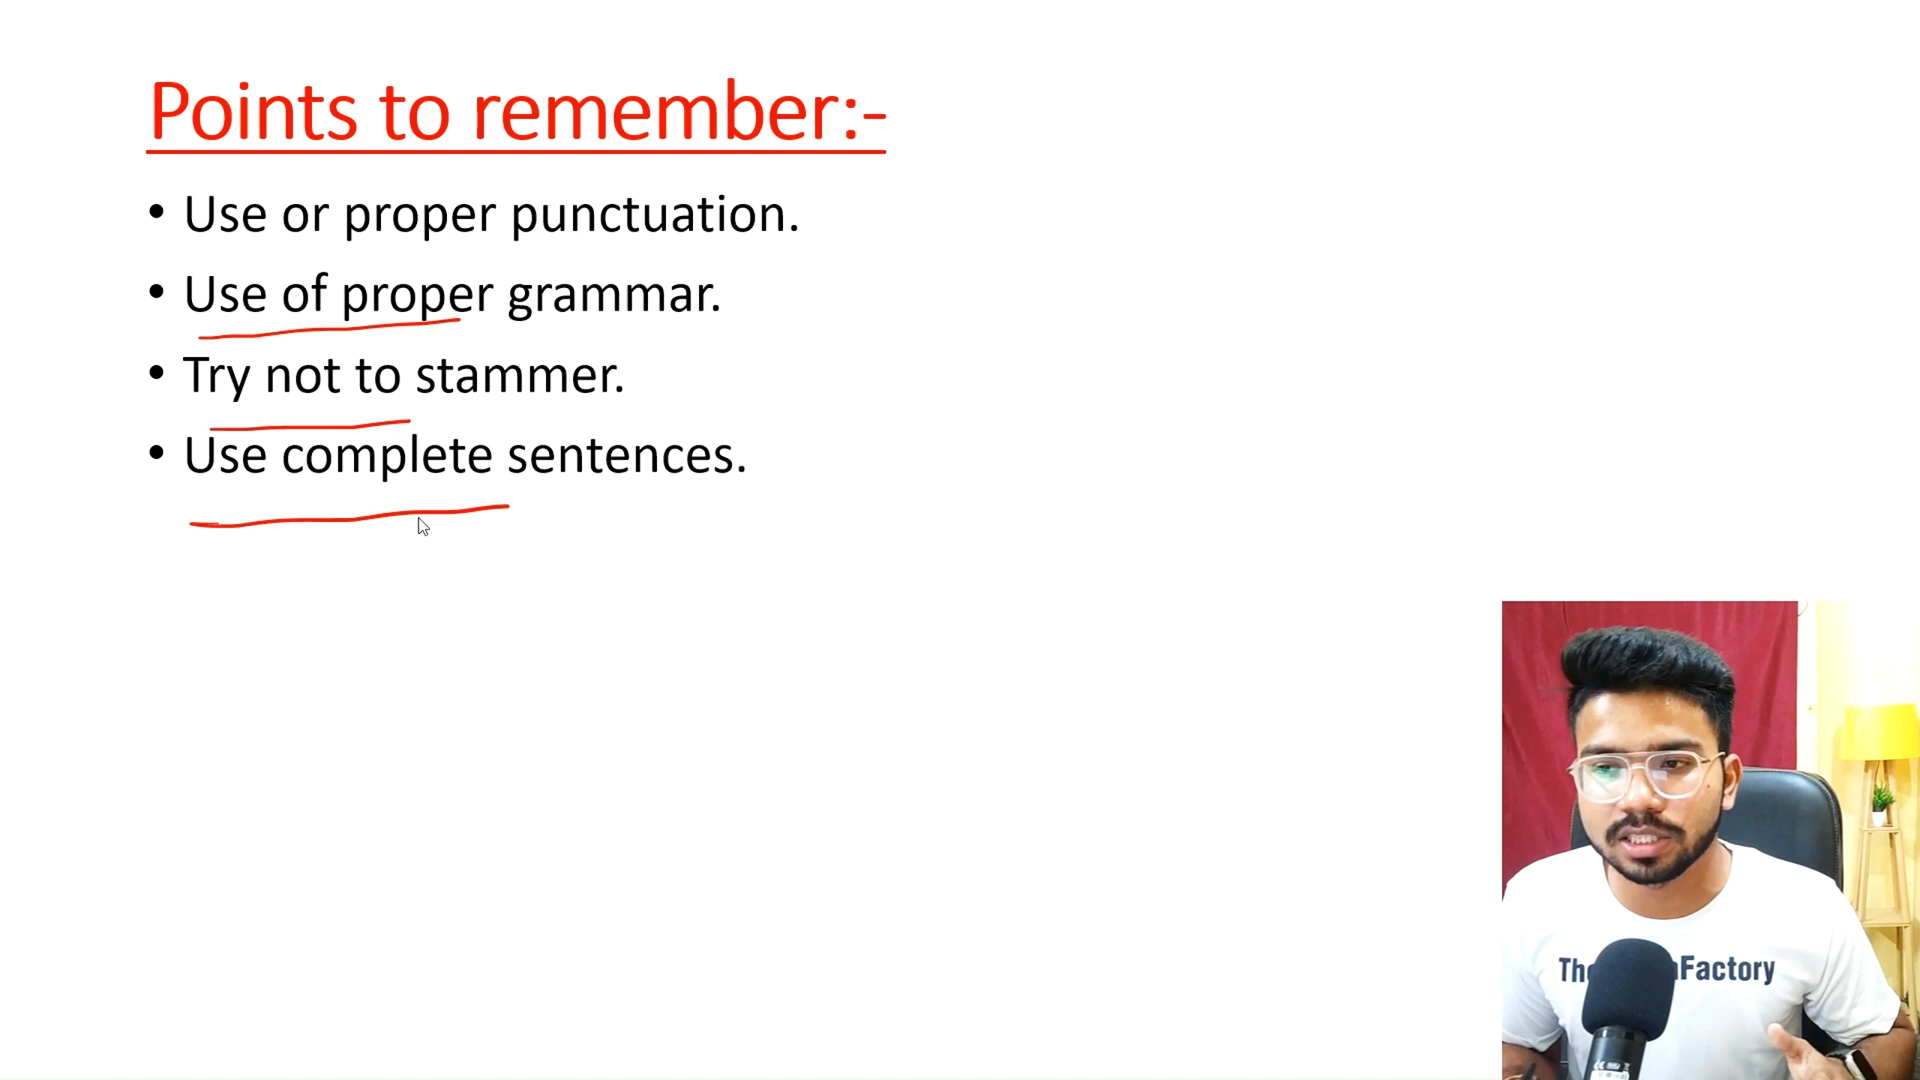 Points to remember:-
• Use or proper punctuation.
• Use of proper grammar.
• Try not to stammer.
• Use complete sentences.
Factory